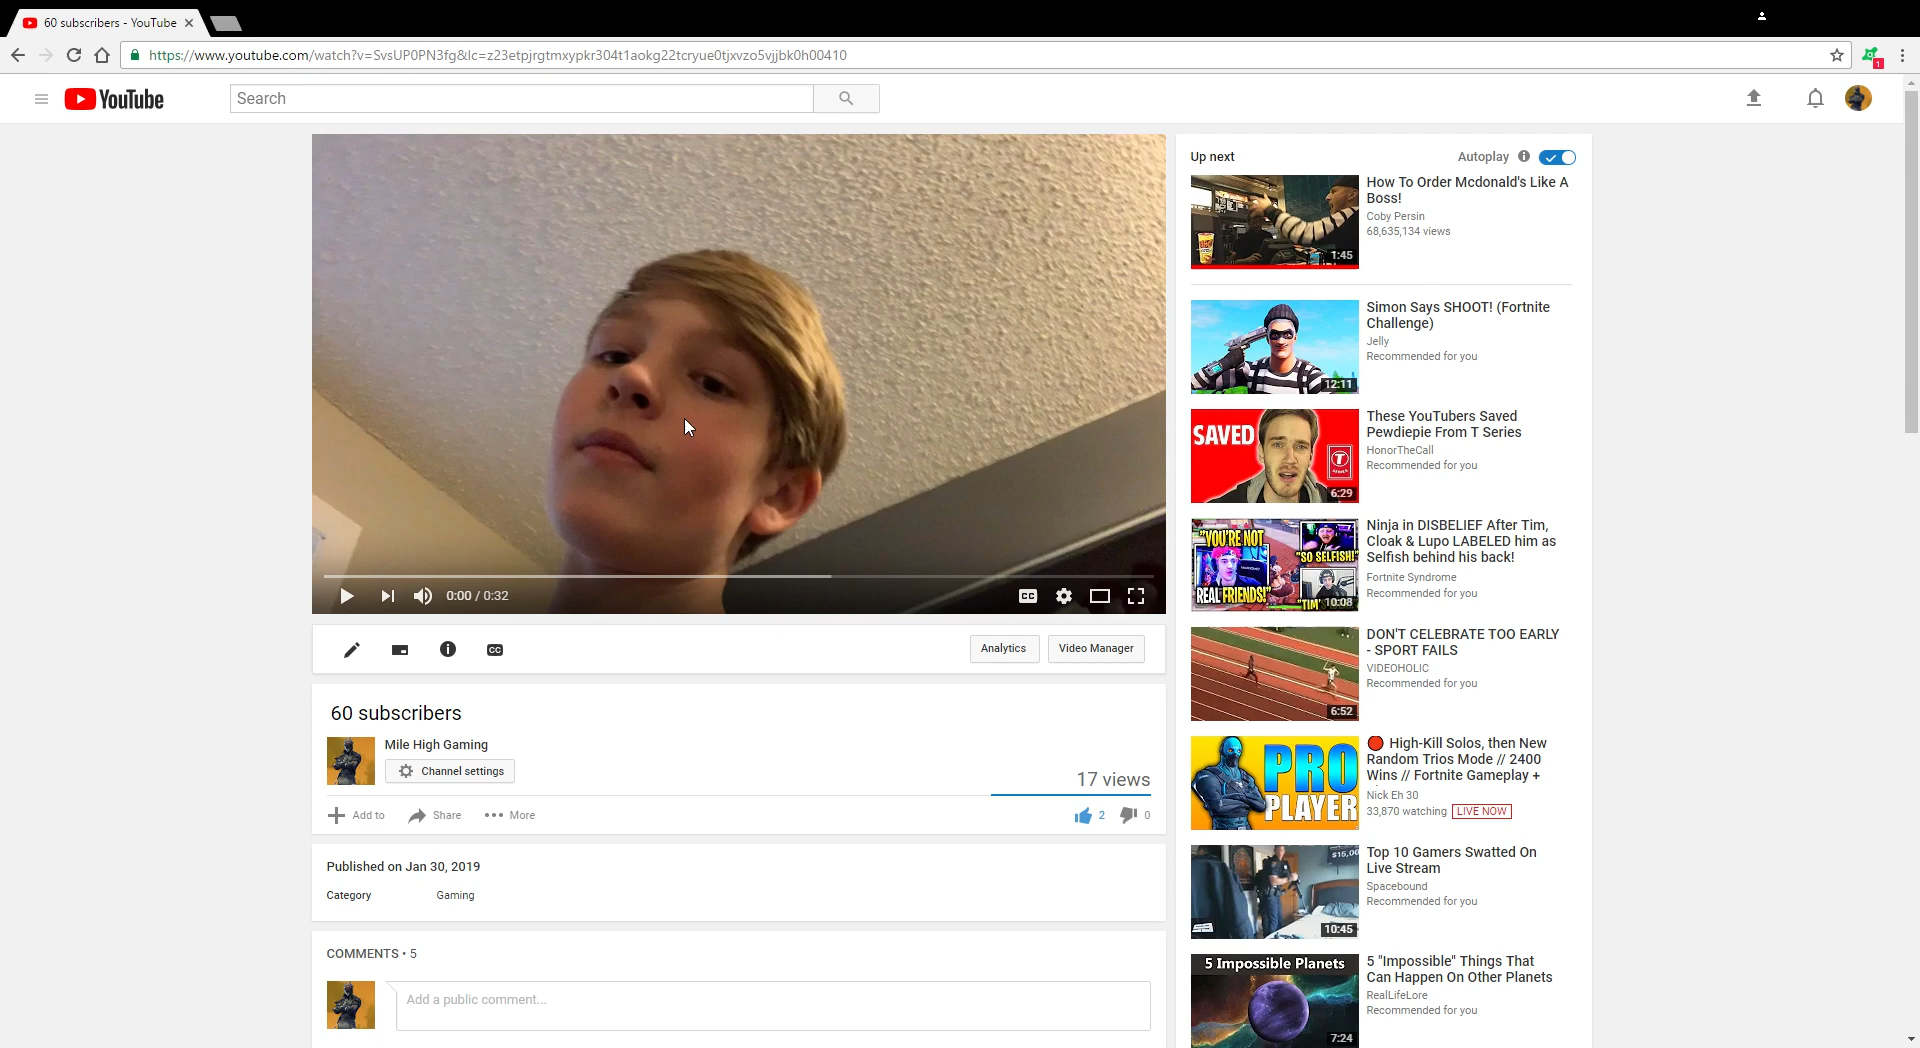 60 subscribers - YouTube
https://www.youtube.com/watch?v=SvsUP0PN3fg&lc=z23etpjrgtmxypkr304t1aokg22tcryue0tjxvzo5vjjbk0h00410
1
YouTube
Search
0:00 / 0:32
CC
CC
Analytics
Video Manager
60 subscribers
Mile High Gaming
Channel settings
17 views
Add to
Share
More
2
0
Published on Jan 30, 2019
Category
Gaming
COMMENTS • 5
Add a public comment...
Up next
Autoplay
1:45
How To Order Mcdonald's Like A
Boss!
Coby Persin
68,635,134 views
12:11
Simon Says SHOOT! (Fortnite
Challenge)
Jelly
Recommended for you
SAVED
6:29
These YouTubers Saved
Pewdiepie From T Series
HonorTheCall
Recommended for you
"YOU'RE NOT
REAL FRIENDS!"
"SO SELFISH!"
"TIM"
10:08
Ninja in DISBELIEF After Tim,
Cloak & Lupo LABELED him as
Selfish behind his back!
Fortnite Syndrome
Recommended for you
6:52
DON'T CELEBRATE TOO EARLY
- SPORT FAILS
VIDEOHOLIC
Recommended for you
PRO
PLAYER
High-Kill Solos, then New
Random Trios Mode // 2400
Wins // Fortnite Gameplay +
Nick Eh 30
33,870 watching
LIVE NOW
$15,00
10:45
Top 10 Gamers Swatted On
Live Stream
Spacebound
Recommended for you
5 Impossible Planets
7:24
5 "Impossible" Things That
Can Happen On Other Planets
RealLifeLore
Recommended for you